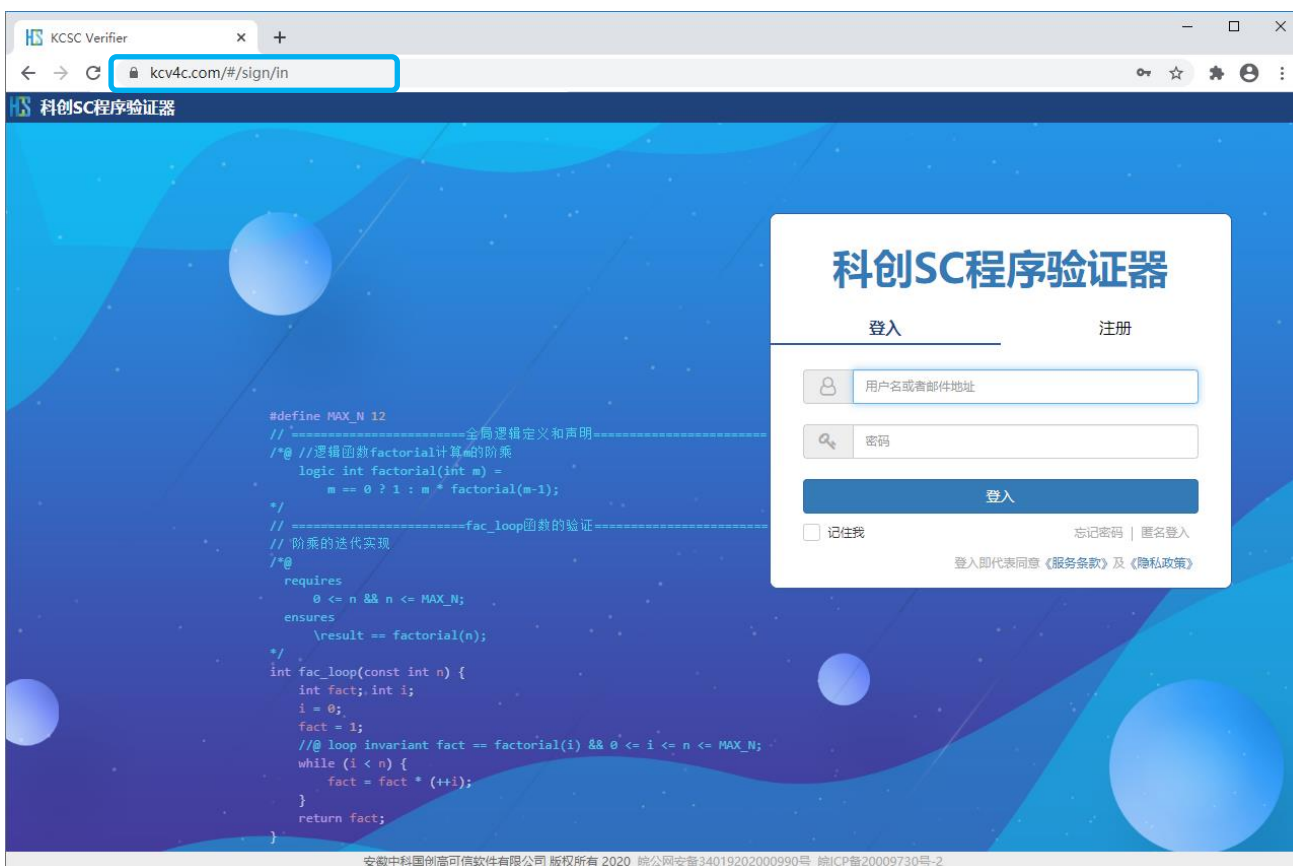 KCSC Verifier
kcv4c.com/#/sign/in
科创SC程序验证器
科创SC程序验证器
登入 注册
用户名或者邮件地址
密码
登入
记住我 忘记密码 | 匿名登入
登入即代表同意《服务条款》及《隐私政策》
#define MAX_N 12
// ========================全局逻辑定义和声明========================
/*@ //逻辑函数factorial计算m的阶乘
logic int factorial(int m) =
m == 0 ? 1 : m * factorial(m-1);
*/
// ========================fac_loop函数的验证========================
// 阶乘的迭代实现
/*@
requires
0 <= n && n <= MAX_N;
ensures
\result == factorial(n);
*/
int fac_loop(const int n) {
int fact; int i;
i = 0;
fact = 1;
//@ loop invariant fact == factorial(i) && 0 <= i <= n <= MAX_N;
while (i < n) {
fact = fact * (++i);
}
return fact;
}
安徽中科国创高可信软件有限公司 版权所有 2020 皖公网安备34019202000990号 皖ICP备20009730号-2